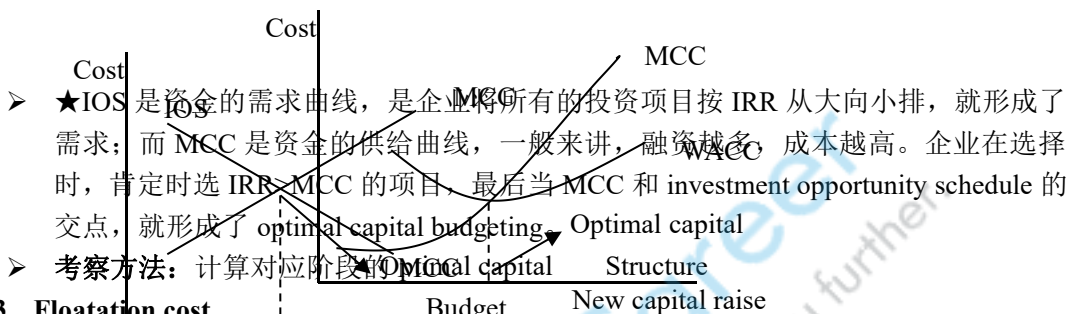 Cost
MCC
Cost
➢ ★IOS 是资金的需求曲线，是企业将所有的投资项目按 IRR 从大向小排，就形成了
IOS
MCC
需求；而 MCC 是资金的供给曲线，一般来讲，融资越多，成本越高。企业在选择
WACC
时，肯定时选 IRR>MCC 的项目，最后当 MCC 和 investment opportunity schedule 的
交点，就形成了 optimal capital budgeting。
Optimal capital
➢ 考察方法：计算对应阶段的 MCC
Optimal capital
Structure
Floatation cost
Budget
New capital raise
further